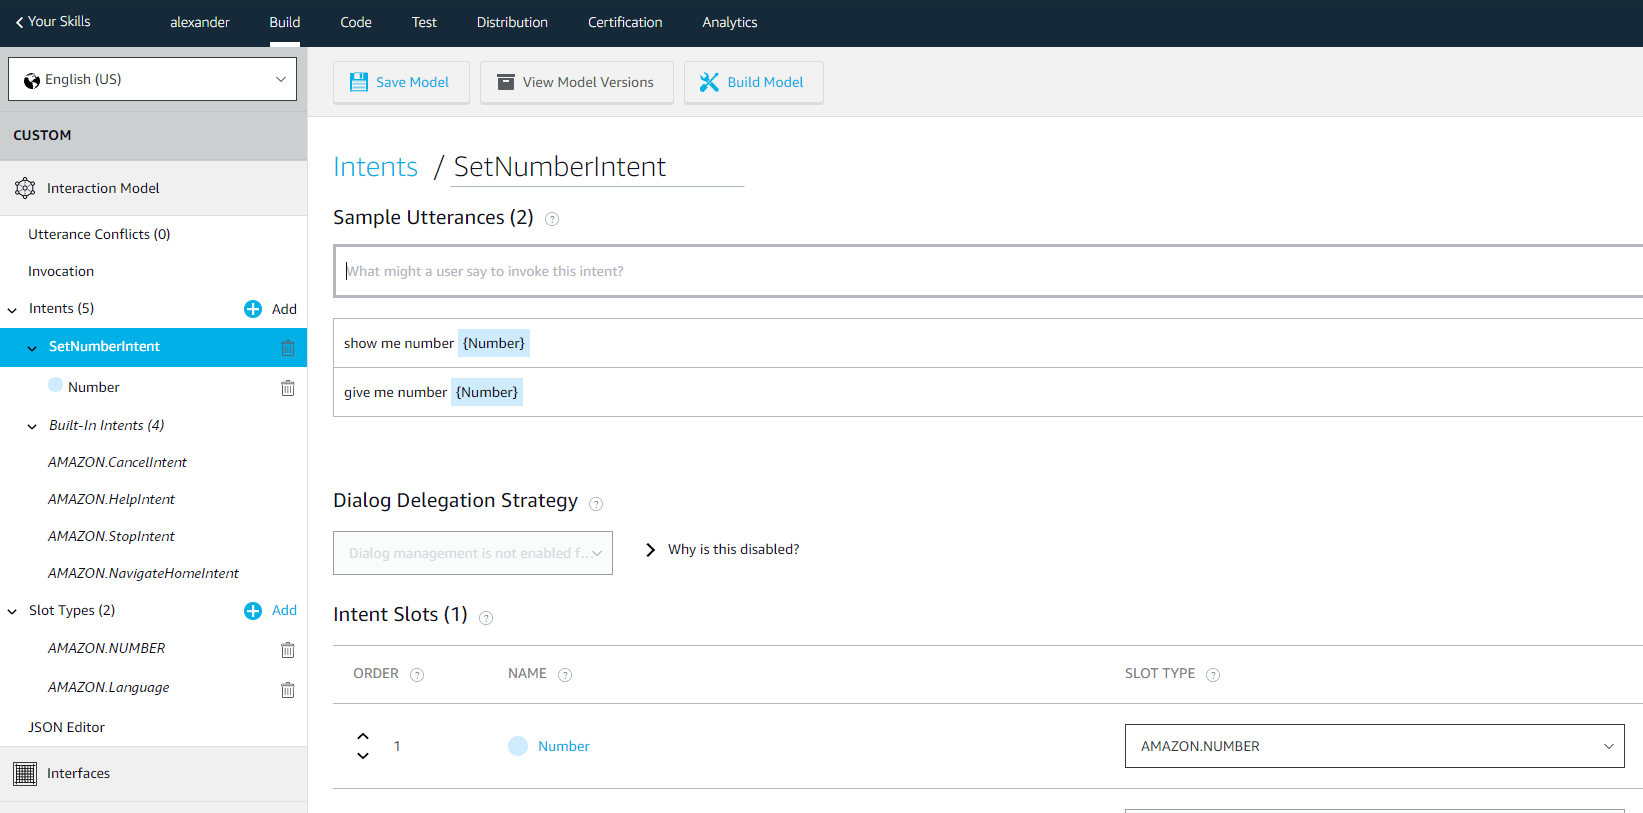 Your Skills
alexander
Build
Code
Test
Distribution
Certification
Analytics
English (US)
Save Model
View Model Versions
Build Model
CUSTOM
Interaction Model
Utterance Conflicts (0)
Invocation
Intents (5)
Add
SetNumberIntent
Number
Built-In Intents (4)
AMAZON.CancelIntent
AMAZON.HelpIntent
AMAZON.StopIntent
AMAZON.NavigateHomeIntent
Slot Types (2)
Add
AMAZON.NUMBER
AMAZON.Language
JSON Editor
Interfaces
Intents / SetNumberIntent
Sample Utterances (2) ?
What might a user say to invoke this intent?
show me number {Number}
give me number {Number}
Dialog Delegation Strategy ?
Dialog management is not enabled f...
Why is this disabled?
Intent Slots (1) ?
ORDER ?
NAME ?
SLOT TYPE ?
1
Number
AMAZON.NUMBER